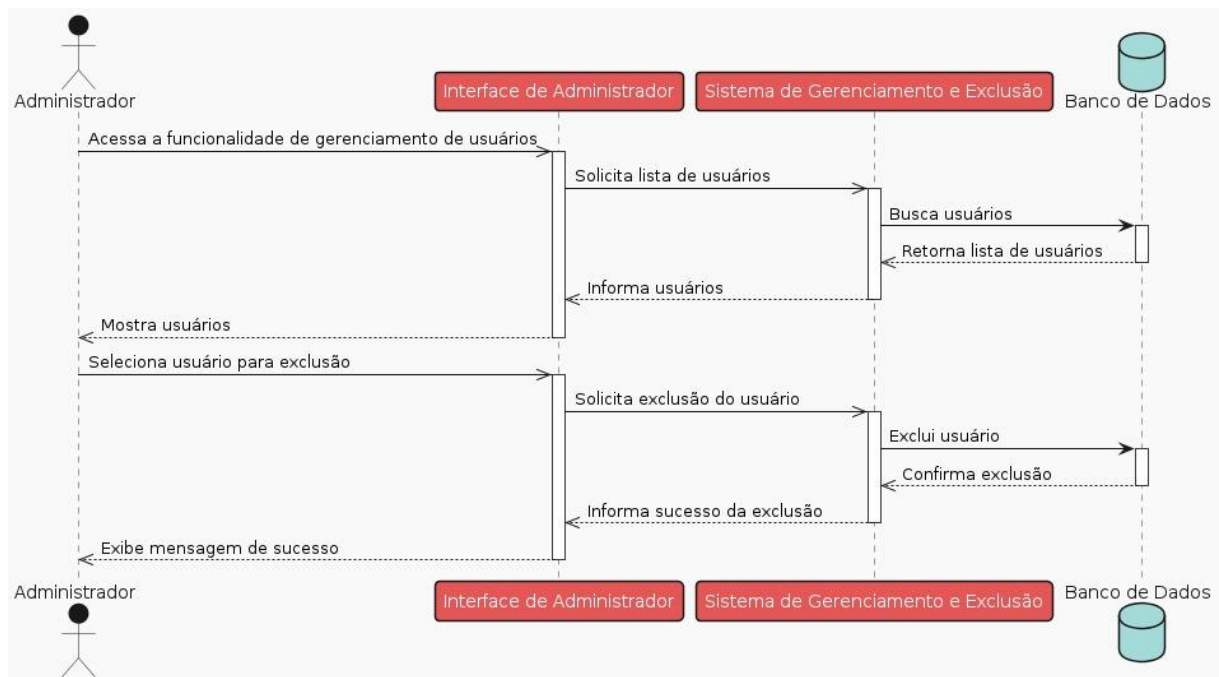 Administrador
Interface de Administrador
Sistema de Gerenciamento e Exclusão
Banco de Dados
Acessa a funcionalidade de gerenciamento de usuários
Solicita lista de usuários
Busca usuários
Retorna lista de usuários
Informa usuários
Mostra usuários
Seleciona usuário para exclusão
Solicita exclusão do usuário
Exclui usuário
Confirma exclusão
Informa sucesso da exclusão
Exibe mensagem de sucesso
Administrador
Interface de Administrador
Sistema de Gerenciamento e Exclusão
Banco de Dados